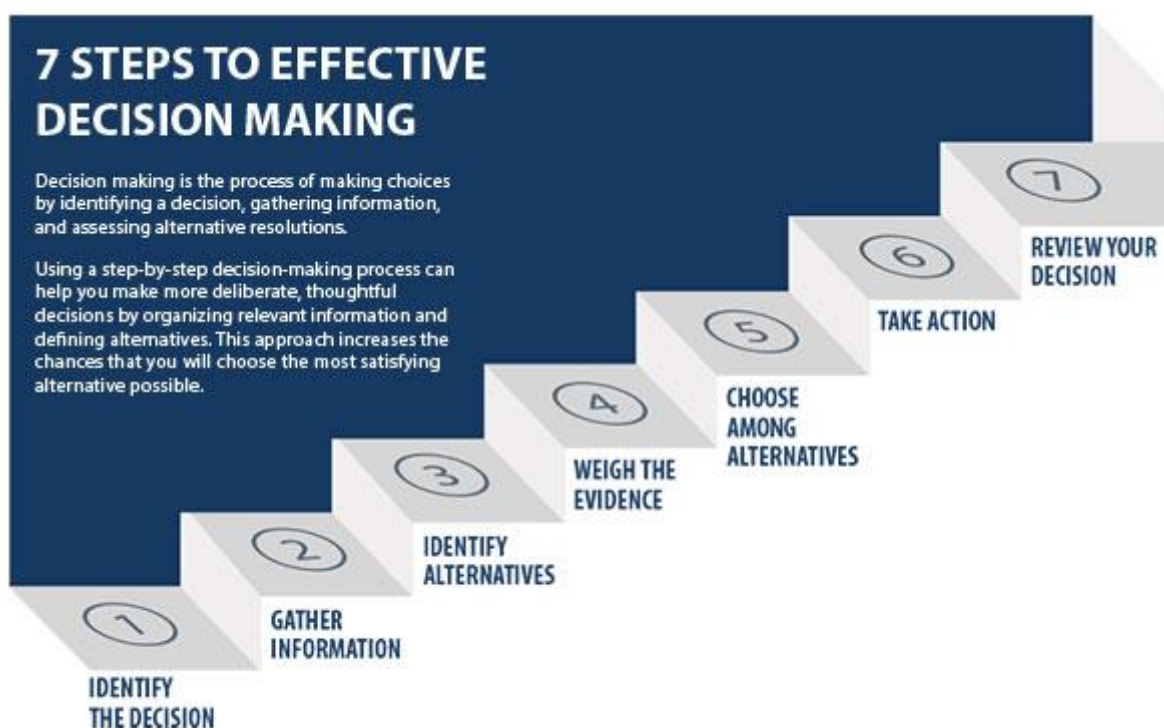 7 STEPS TO EFFECTIVE
DECISION MAKING
Decision making is the process of making choices
by identifying a decision, gathering information,
and assessing alternative resolutions.
Using a step-by-step decision-making process can
help you make more deliberate, thoughtful
decisions by organizing relevant information and
defining alternatives. This approach increases the
chances that you will choose the most satisfying
alternative possible.
1
IDENTIFY
THE DECISION
2
GATHER
INFORMATION
3
IDENTIFY
ALTERNATIVES
4
WEIGH THE
EVIDENCE
5
CHOOSE
AMONG
ALTERNATIVES
6
TAKE ACTION
7
REVIEW YOUR
DECISION